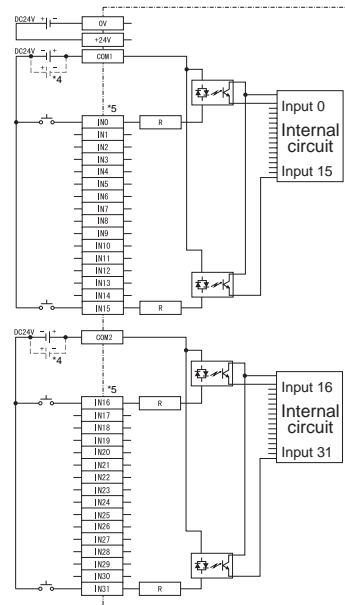 DC24V + - 0V
+24V
DC24V - + COM1
+ -
*4
*5
IN0 R
IN1
IN2
IN3
IN4
IN5
IN6
IN7
IN8
IN9
IN10
IN11
IN12
IN13
IN14
IN15 R
Input 0
Internal
circuit
Input 15
DC24V - + COM2
+ -
*4
*5
IN16 R
IN17
IN18
IN19
IN20
IN21
IN22
IN23
IN24
IN25
IN26
IN27
IN28
IN29
IN30
IN31 R
Input 16
Internal
circuit
Input 31